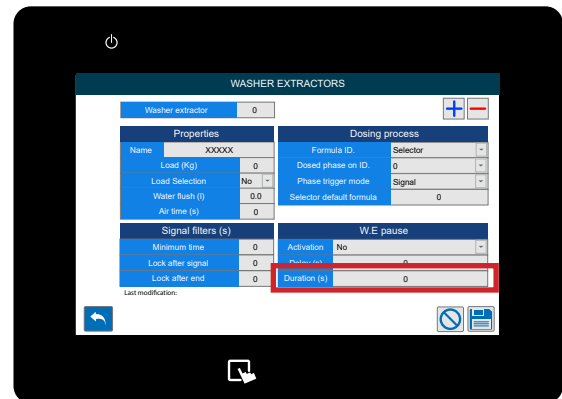 WASHER EXTRACTORS
Washer extractor 0
Properties
Name XXXXX
Load (Kg) 0
Load Selection No
Water flush (l) 0.0
Air time (s) 0
Dosing process
Formula ID. Selector
Dosed phase on ID. 0
Phase trigger mode Signal
Selector default formula 0
Signal filters (s)
Minimum time 0
Lock after signal 0
Lock after end 0
W.E pause
Activation No
Delay (s) 0
Duration (s) 0
Last modification: